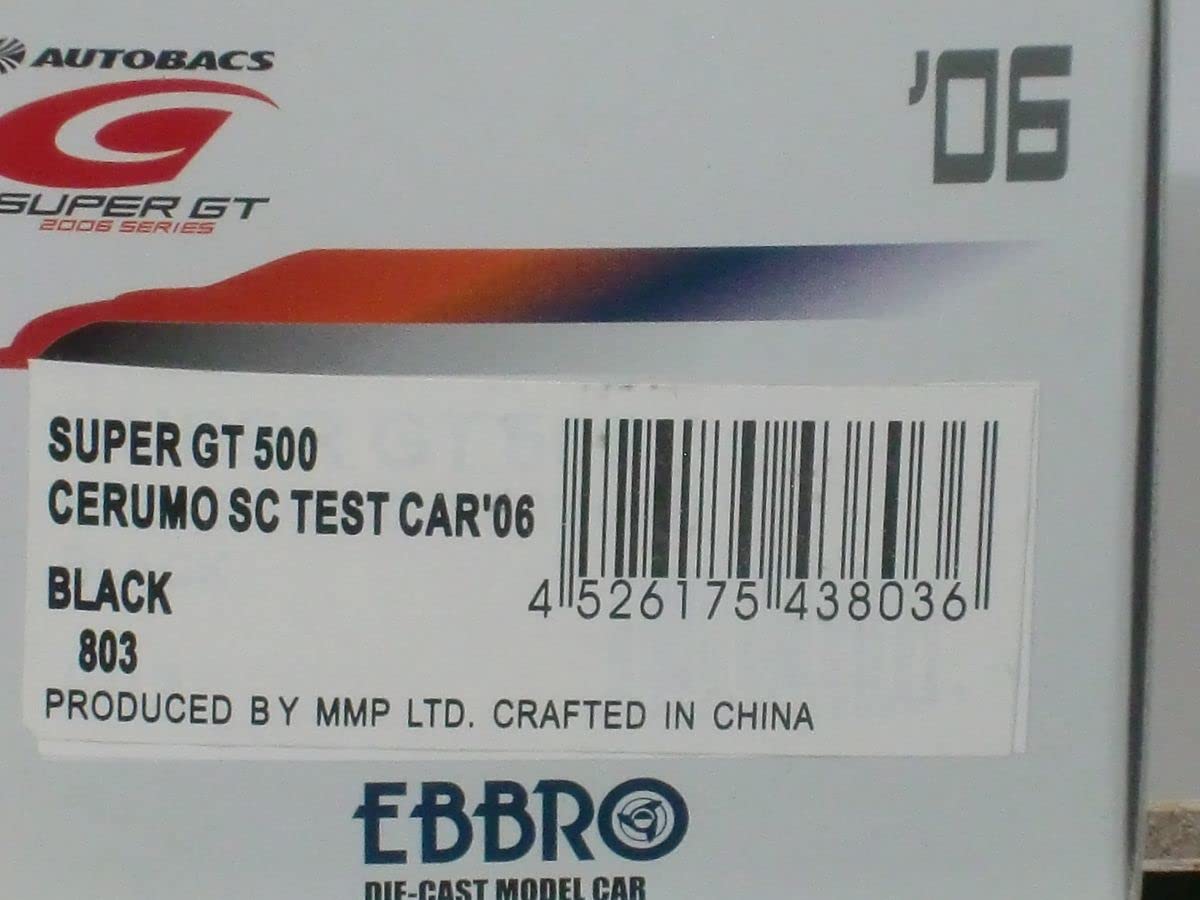 AUTOBACS
SUPER GT
2006 SERIES
'06
SUPER GT 500
CERUMO SC TEST CAR'06
BLACK
803
4 526175 438036
PRODUCED BY MMP LTD. CRAFTED IN CHINA
EBBRO
DIE-CAST MODEL CAR